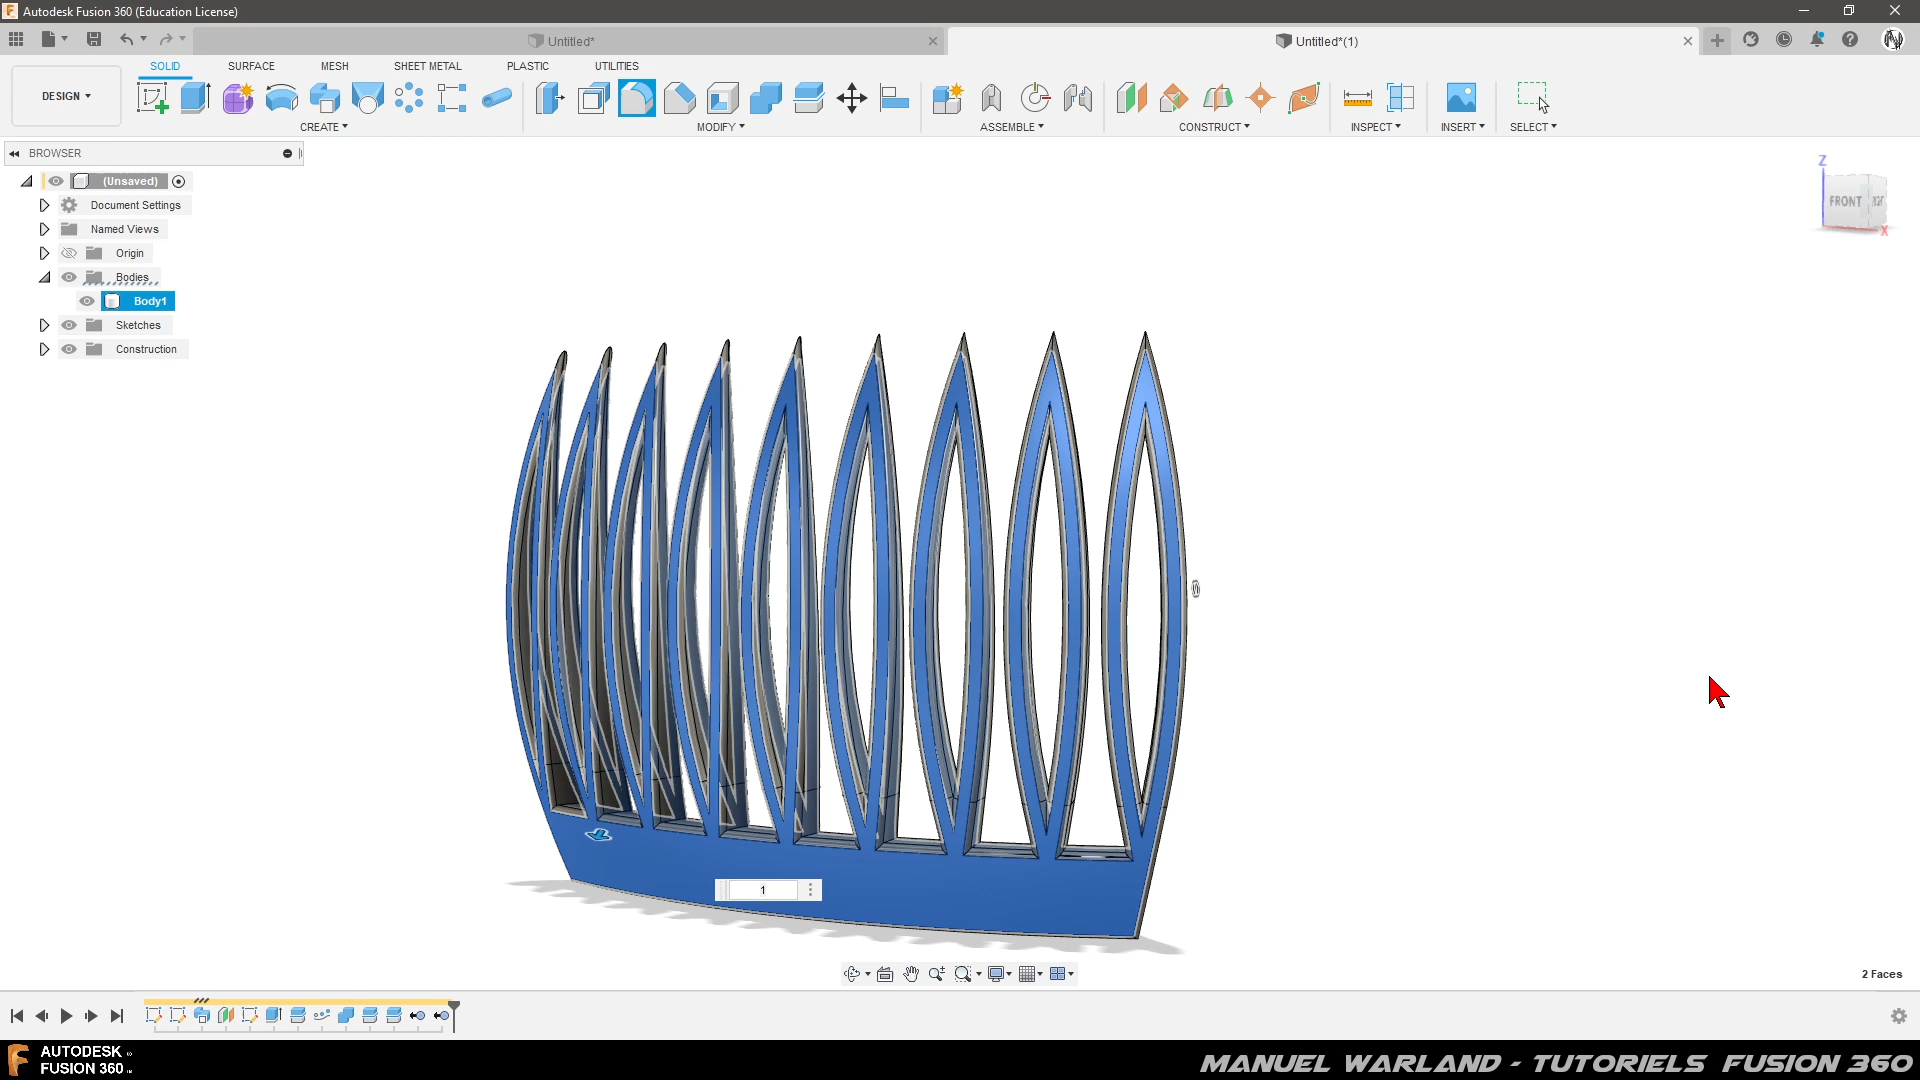 Autodesk Fusion 360 (Education License)
Untitled*
Untitled*(1)
DESIGN
SOLID
SURFACE
MESH
SHEET METAL
PLASTIC
UTILITIES
CREATE
MODIFY
ASSEMBLE
CONSTRUCT
INSPECT
INSERT
SELECT
BROWSER
(Unsaved)
Document Settings
Named Views
Origin
Bodies
Body1
Sketches
Construction
Z
FRONT
X
1
2 Faces
AUTODESK
FUSION 360
MANUEL WARLAND - TUTORIELS FUSION 360